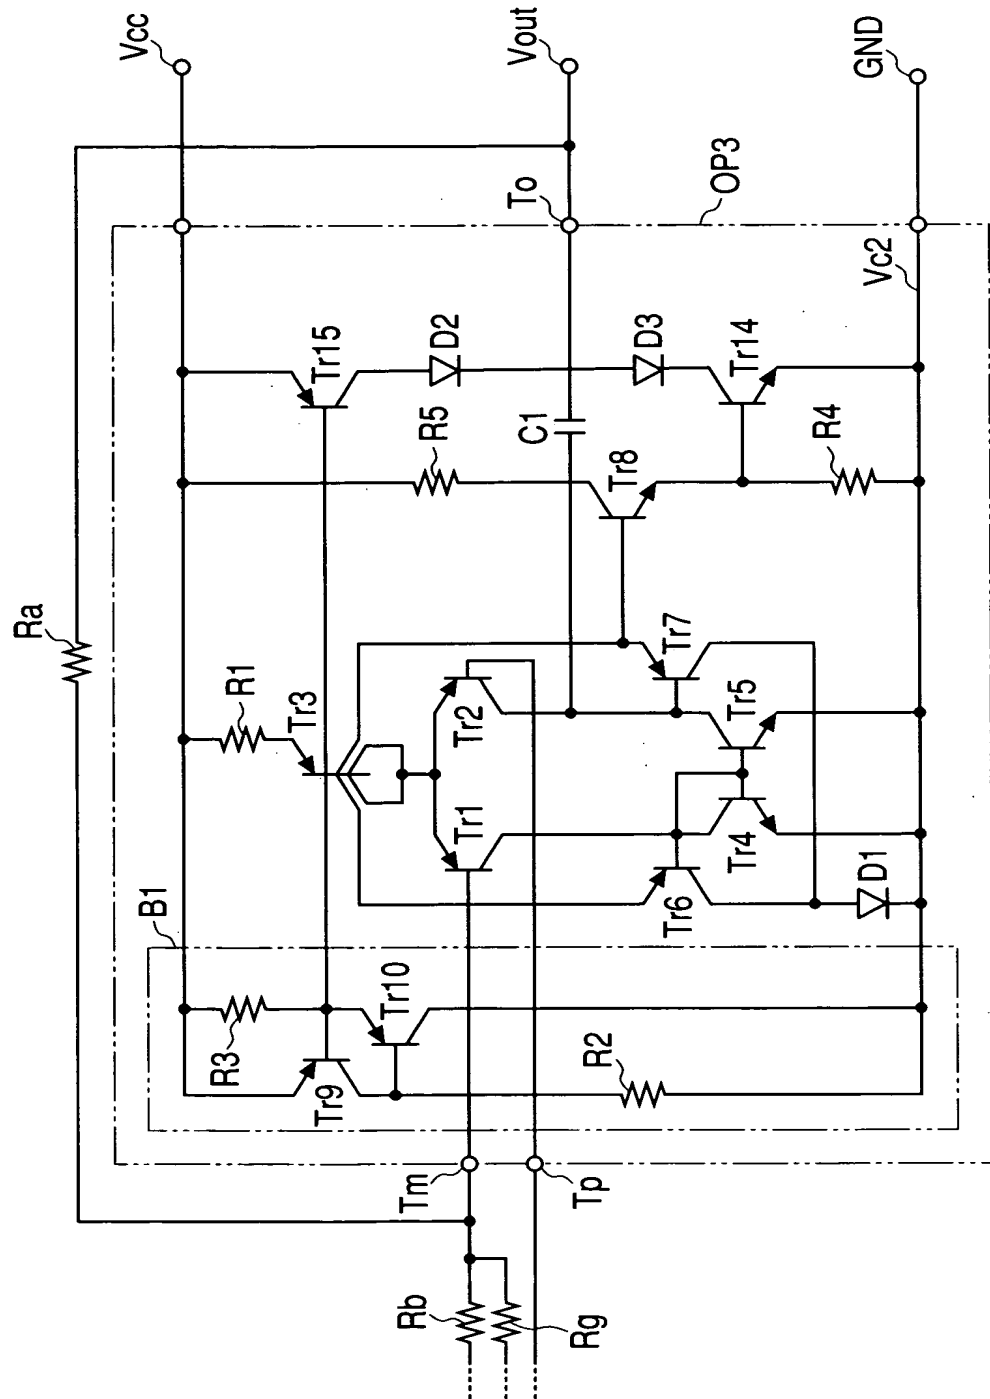 Vcc
Vout
GND
OP3
To
Vc2
Ra
R1
Tr3
Tr15
D2
D3
Tr14
R5
C1
Tr8
R4
Tr7
Tr2
Tr5
Tr1
Tr4
Tr6
D1
B1
R3
Tr10
Tr9
R2
Tm
Tp
Rb
Rg